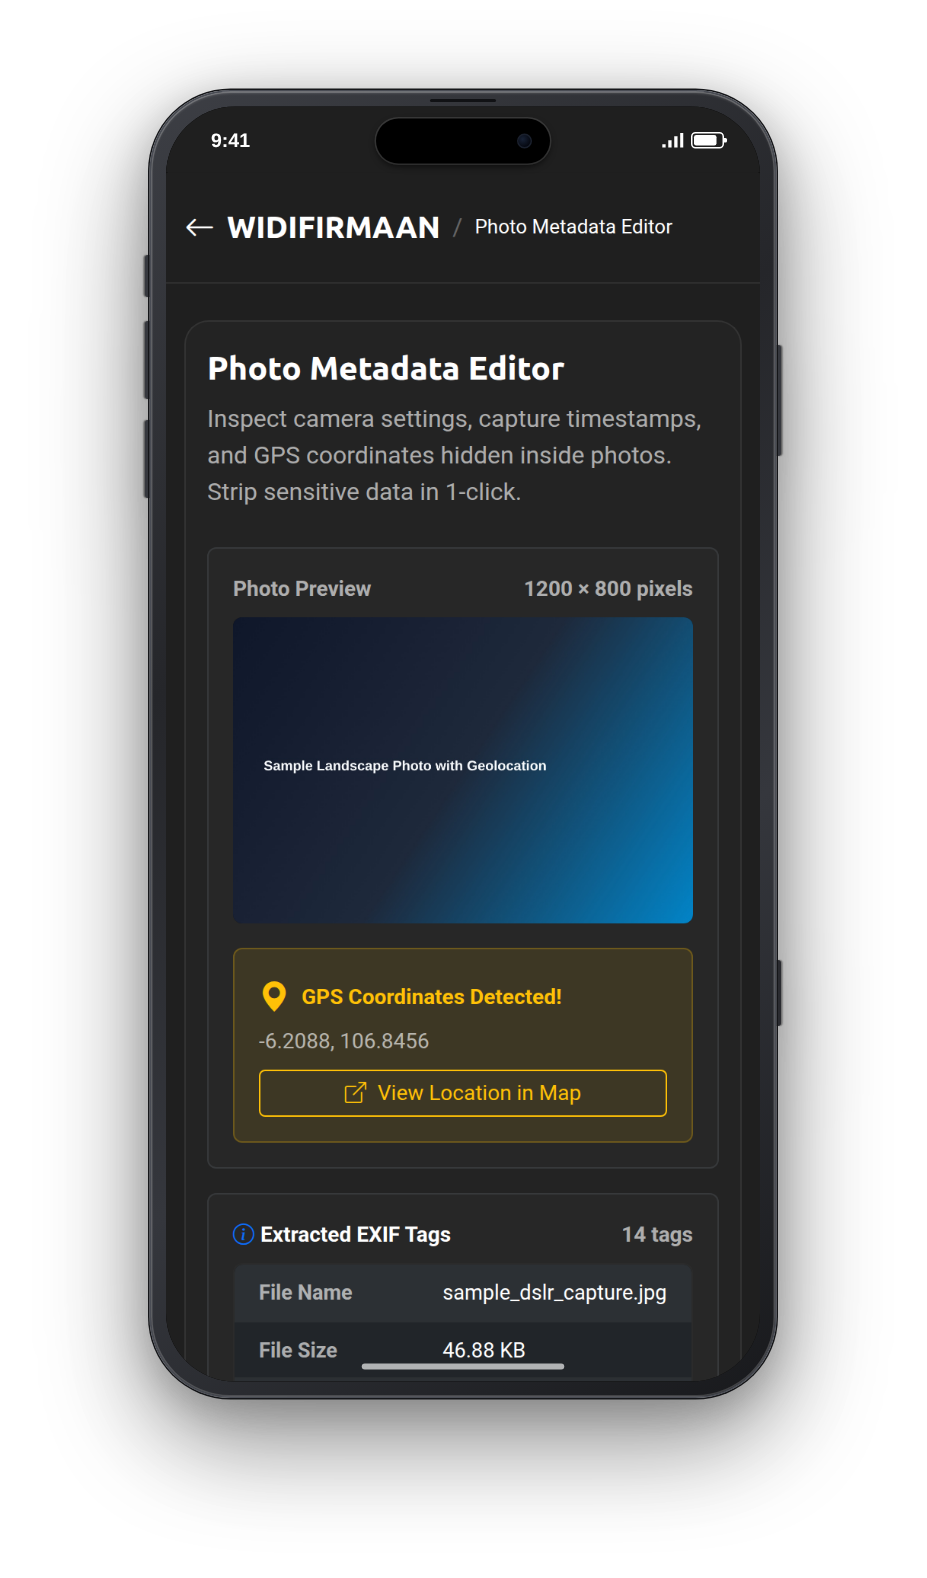 9:41
WIDIFIRMAAN / Photo Metadata Editor
Photo Metadata Editor
Inspect camera settings, capture timestamps,
and GPS coordinates hidden inside photos.
Strip sensitive data in 1-click.
Photo Preview 1200 × 800 pixels
Sample Landscape Photo with Geolocation
GPS Coordinates Detected!
-6.2088, 106.8456
View Location in Map
Extracted EXIF Tags 14 tags
File Name sample_dslr_capture.jpg
File Size 46.88 KB